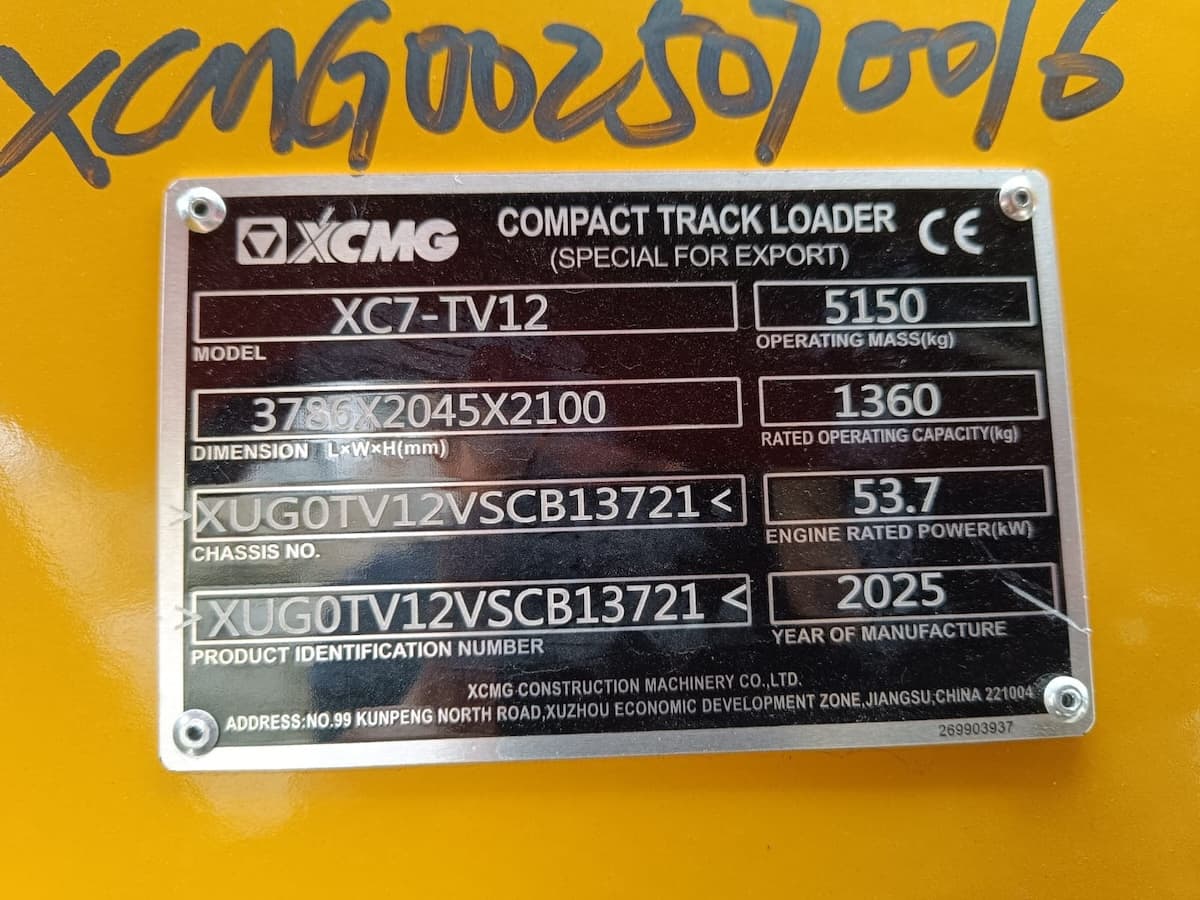 XCMG0025070016
XCMG COMPACT TRACK LOADER CE
(SPECIAL FOR EXPORT)
XC7-TV12 5150
MODEL OPERATING MASS(kg)
3786X2045X2100 1360
DIMENSION L×W×H(mm) RATED OPERATING CAPACITY(kg)
>XUG0TV12VSCB13721< 53.7
CHASSIS NO. ENGINE RATED POWER(kW)
>XUG0TV12VSCB13721< 2025
PRODUCT IDENTIFICATION NUMBER YEAR OF MANUFACTURE
XCMG CONSTRUCTION MACHINERY CO.,LTD.
ADDRESS:NO.99 KUNPENG NORTH ROAD,XUZHOU ECONOMIC DEVELOPMENT ZONE,JIANGSU,CHINA 221004
269903937